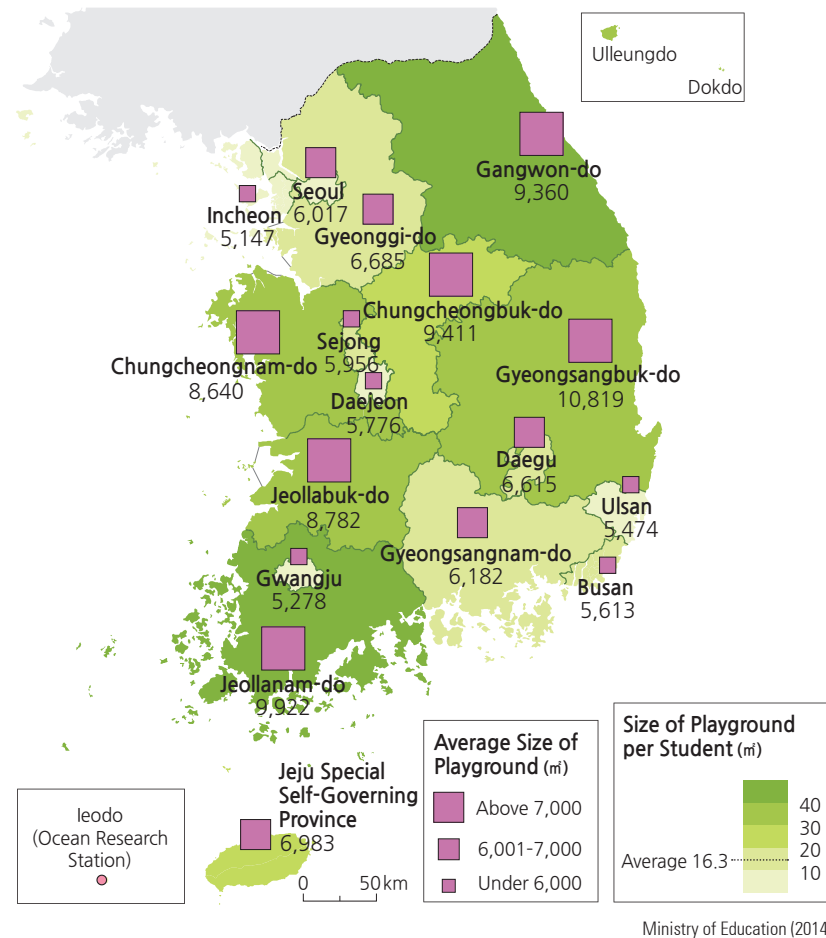 Ulleungdo
Dokdo
Gangwon-do
9,360
Seoul
6,017
Incheon
5,147
Gyeonggi-do
6,685
Chungcheongbuk-do
9,411
Sejong
5,956
Chungcheongnam-do
8,640
Gyeongsangbuk-do
10,819
Daejeon
5,776
Daegu
6,615
Jeollabuk-do
8,782
Ulsan
5,474
Gyeongsangnam-do
6,182
Gwangju
5,278
Busan
5,613
Jeollanam-do
9,922
Jeju Special
Self-Governing
Province
6,983
Ieodo
(Ocean Research
Station)
0 50 km
Average Size of
Playground (㎡)
Above 7,000
6,001-7,000
Under 6,000
Size of Playground
per Student (㎡)
40
30
20
Average 16.3
10
Ministry of Education (2014